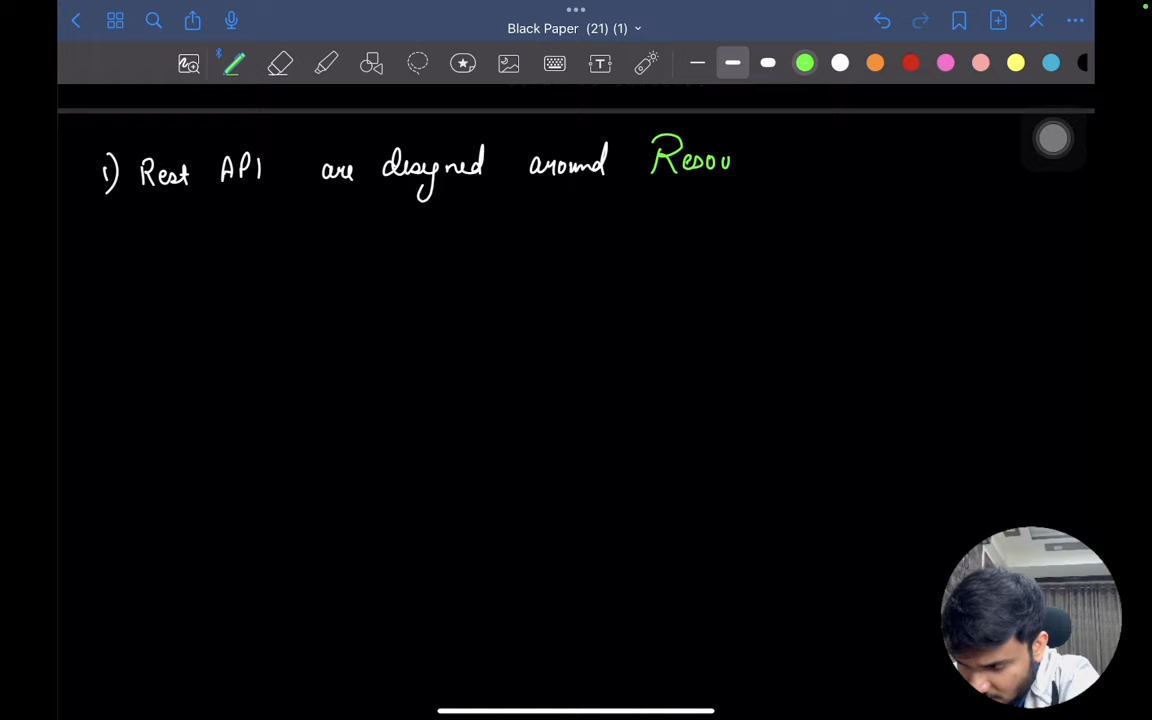 Black Paper (21) (1)
T
1) Rest API are designed around Resou